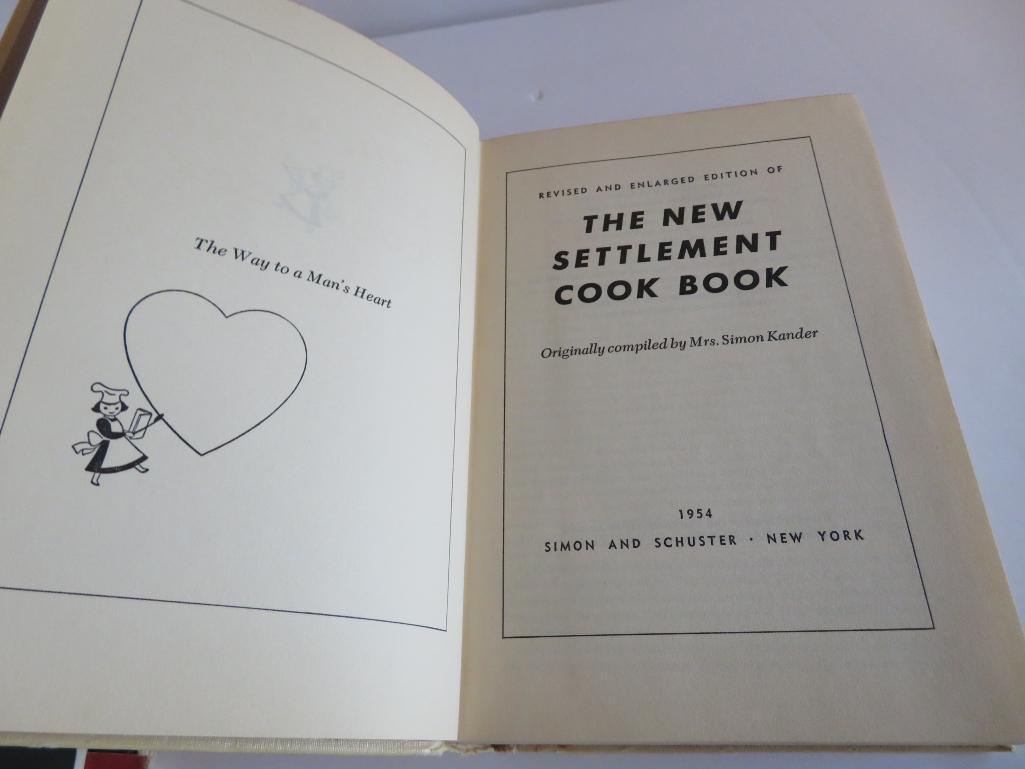 The Way to a Man's Heart
REVISED AND ENLARGED EDITION OF
THE NEW
SETTLEMENT
COOK BOOK
Originally compiled by Mrs. Simon Kander
1954
SIMON AND SCHUSTER · NEW YORK